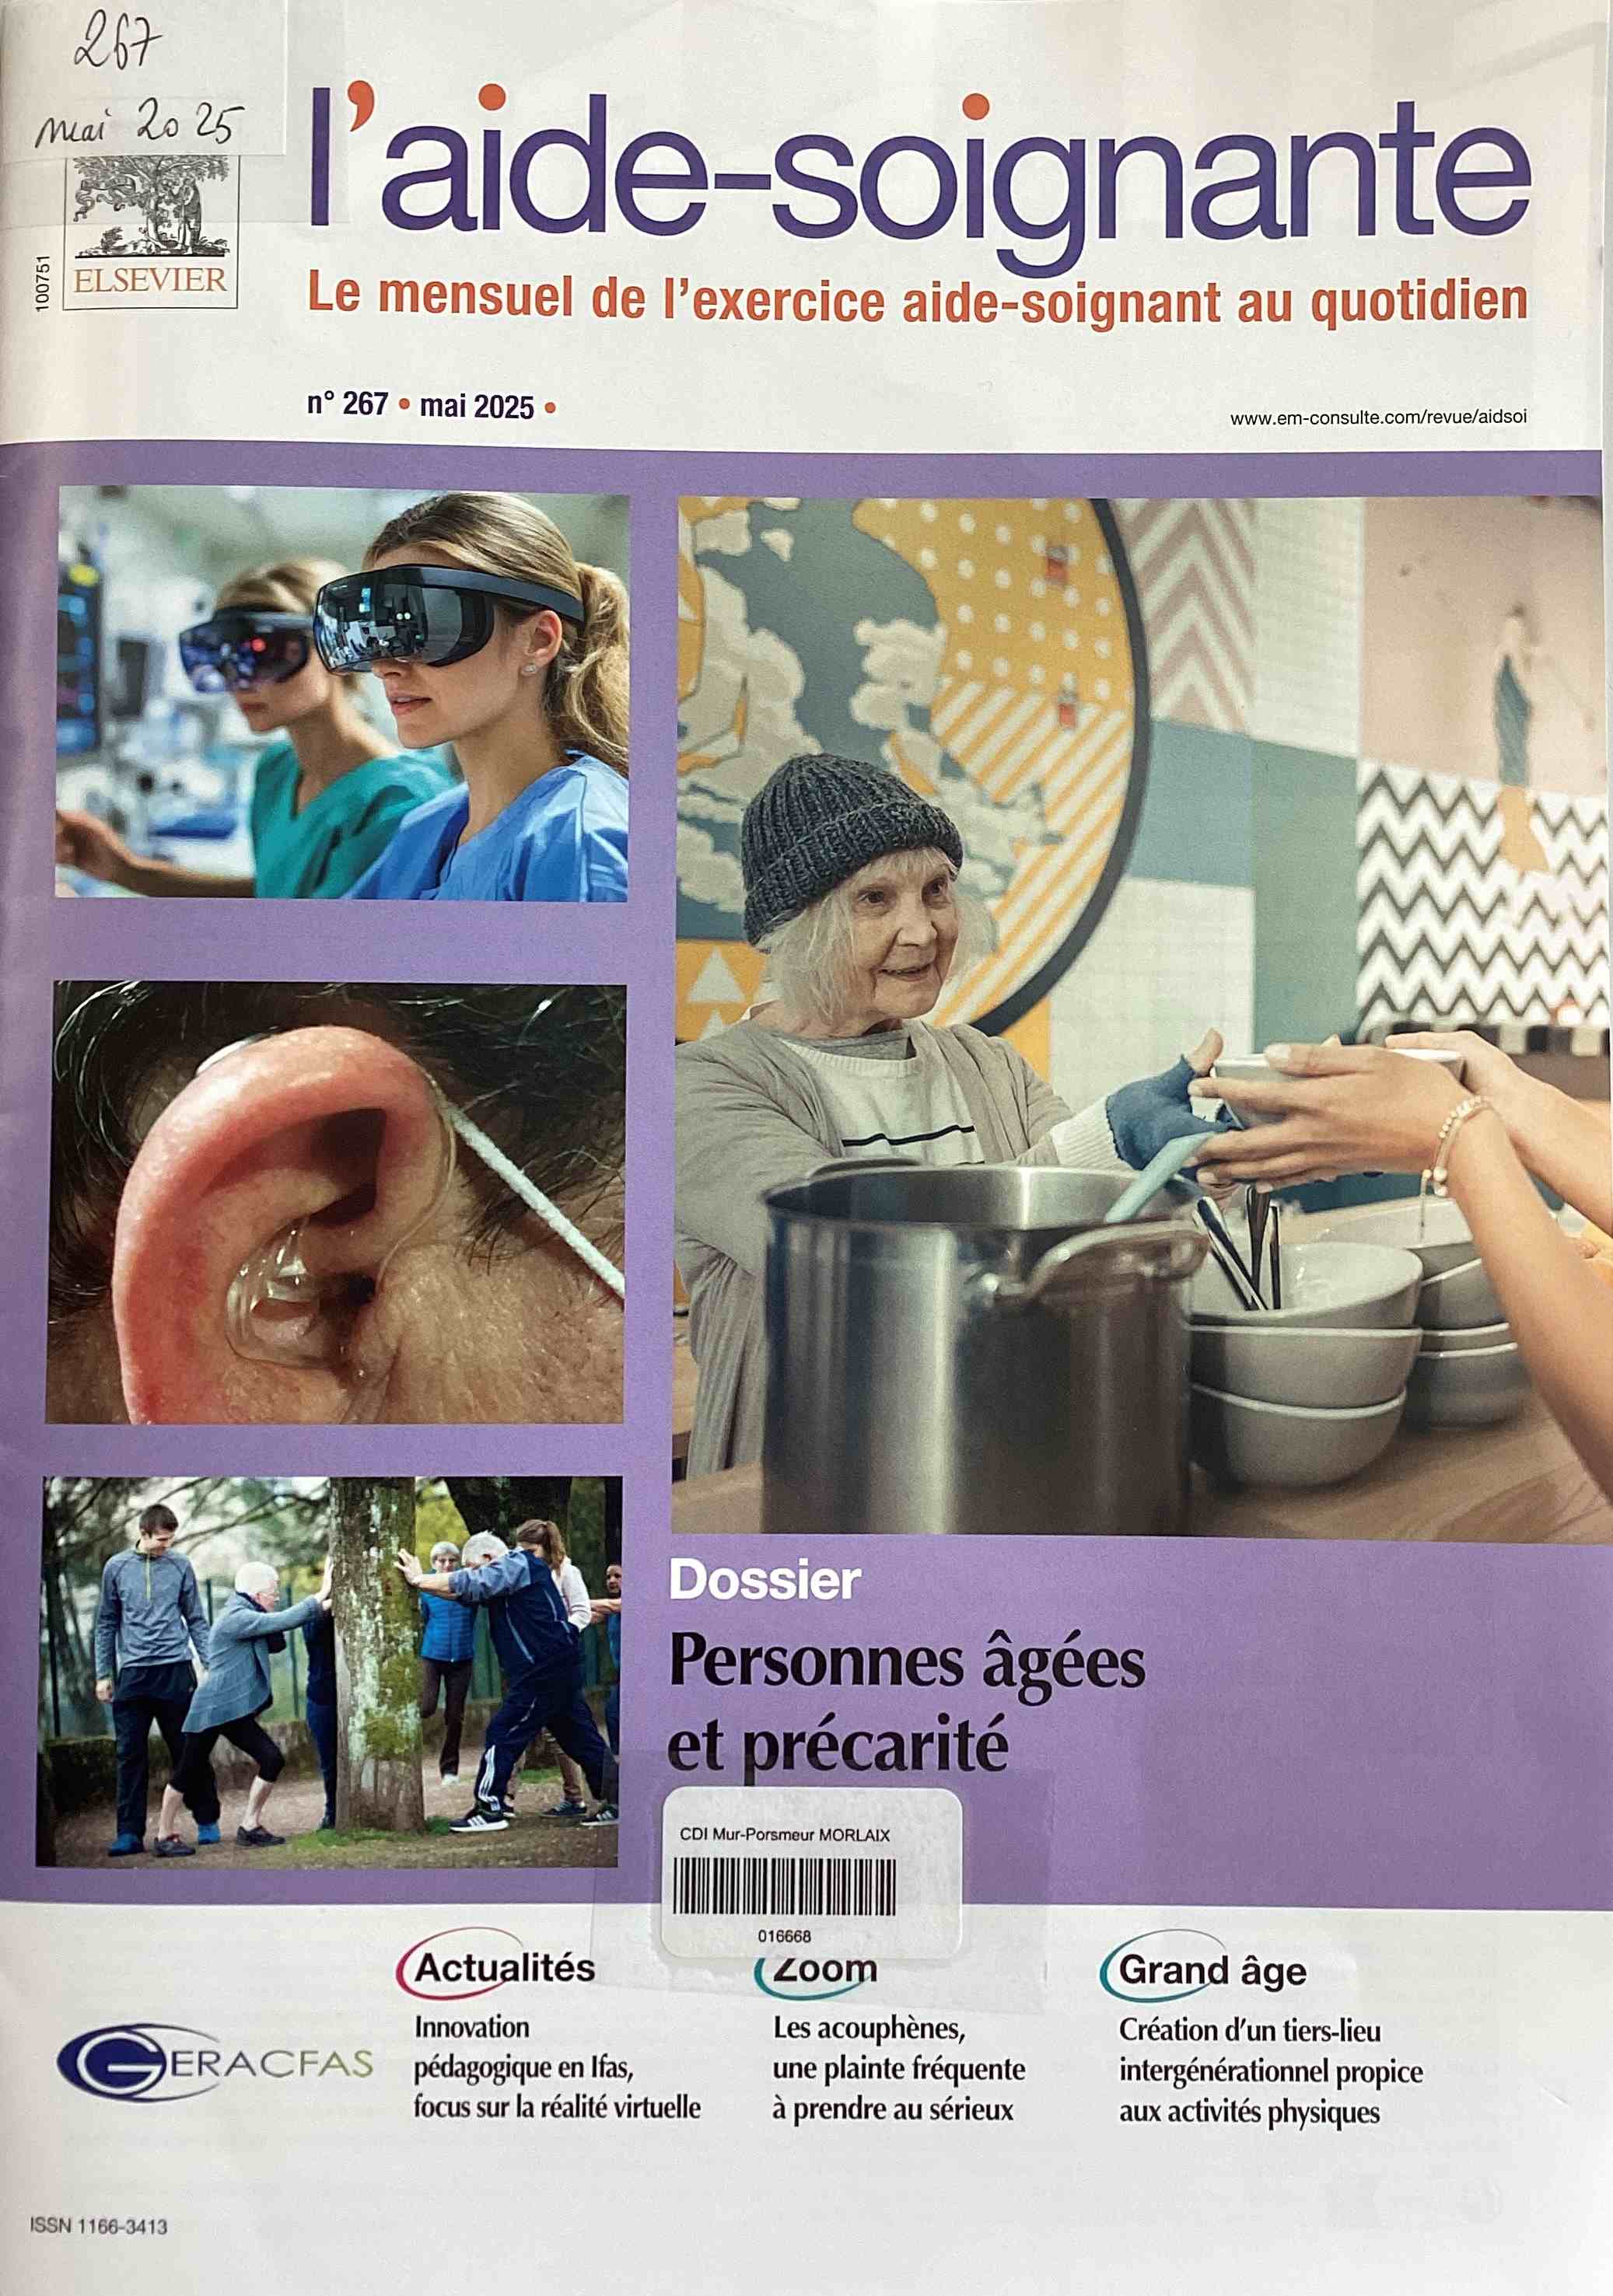 267
mai 2025
l'aide-soignante
ELSEVIER
100751
Le mensuel de l'exercice aide-soignant au quotidien
n° 267 • mai 2025 •
www.em-consulte.com/revue/aidsoi
Dossier
Personnes âgées
et précarité
CDI Mur-Porsmeur MORLAIX
016668
Actualités
Innovation
pédagogique en Ifas,
focus sur la réalité virtuelle
Zoom
Les acouphènes,
une plainte fréquente
à prendre au sérieux
Grand âge
Création d'un tiers-lieu
intergénérationnel propice
aux activités physiques
GERACFAS
ISSN 1166-3413